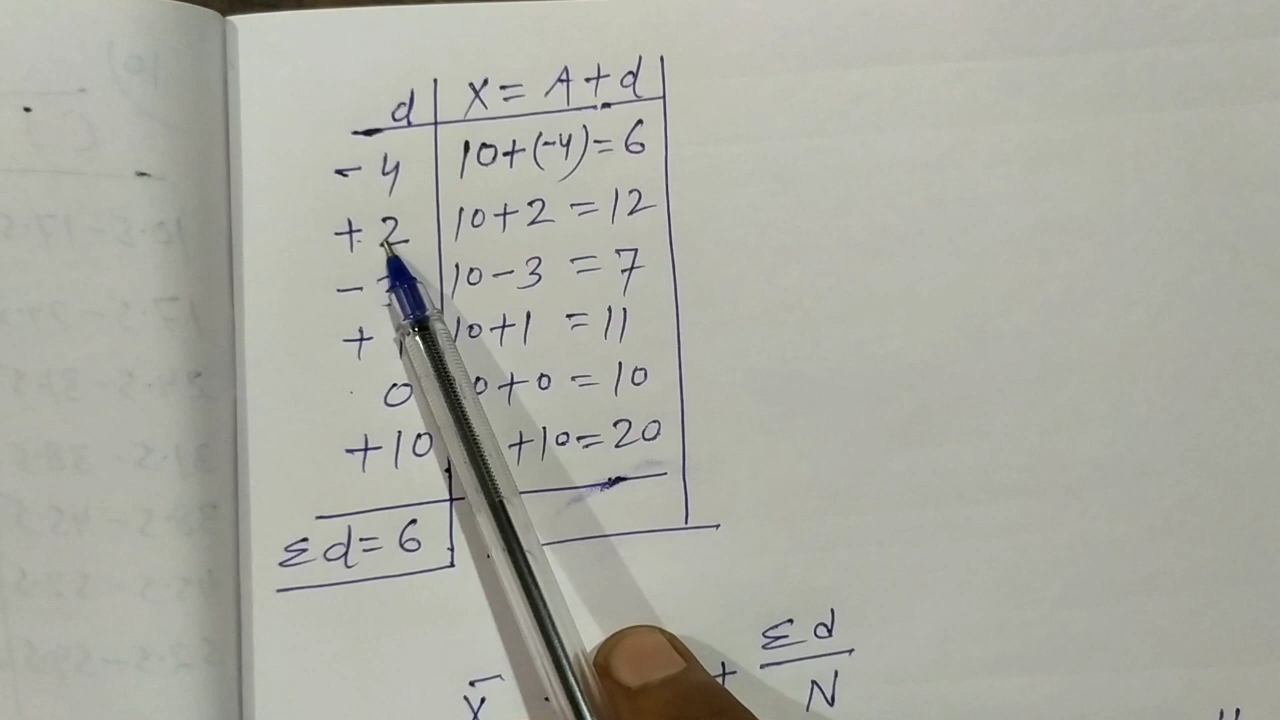 d X = A + d
- 4 10+(-4)=6
+ 2 10+2 = 12
- 10-3 = 7
+ 10+1 = 11
0 0+0 = 10
+10 +10=20
Σd = 6
Σd
+
N
X̄